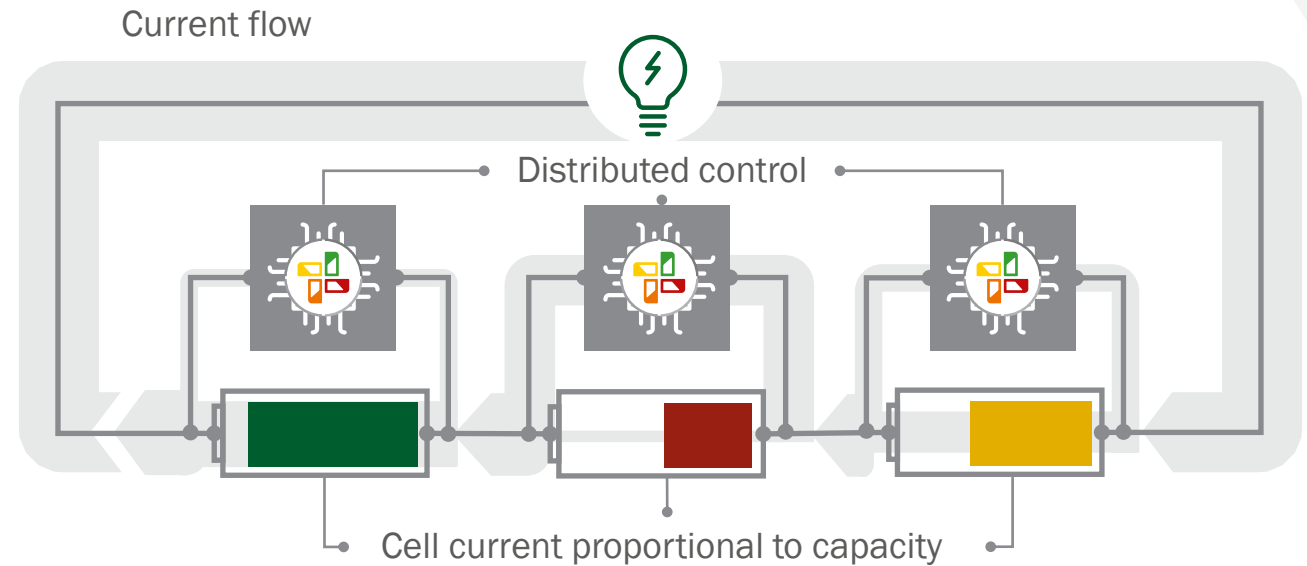 Current flow
Distributed control
Cell current proportional to capacity